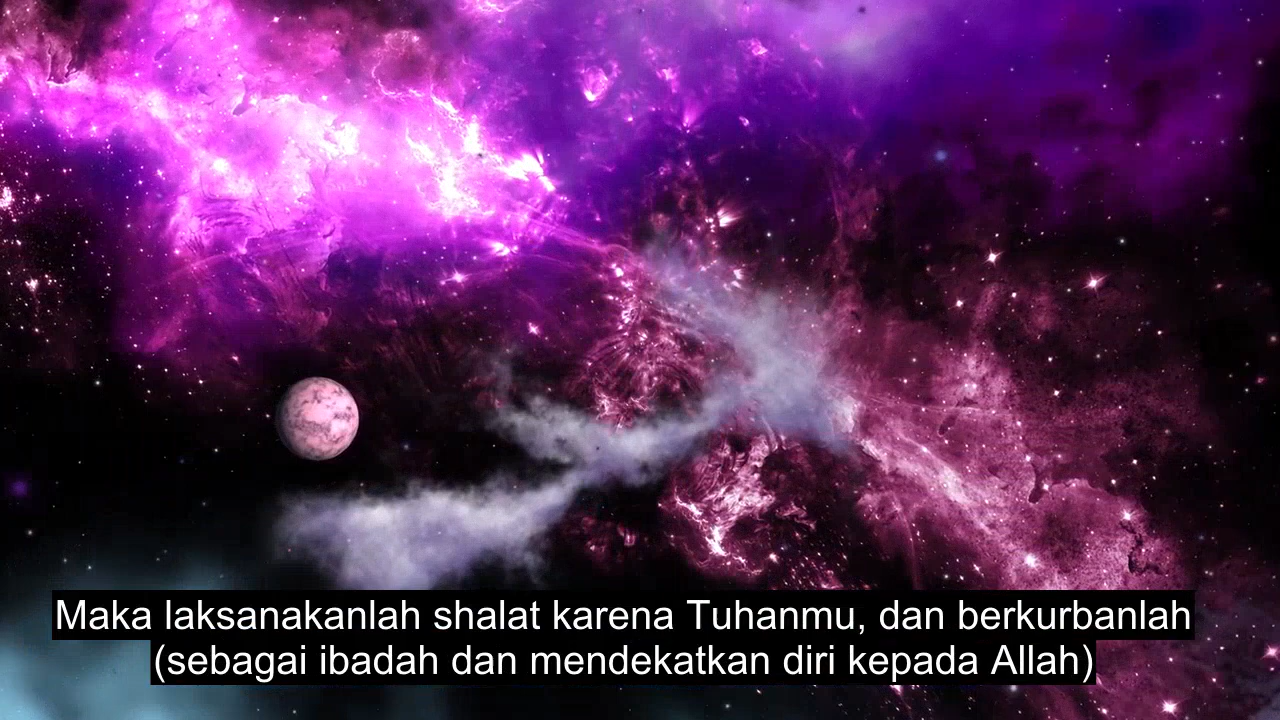 Maka laksanakanlah shalat karena Tuhanmu, dan berkurbanlah
(sebagai ibadah dan mendekatkan diri kepada Allah)